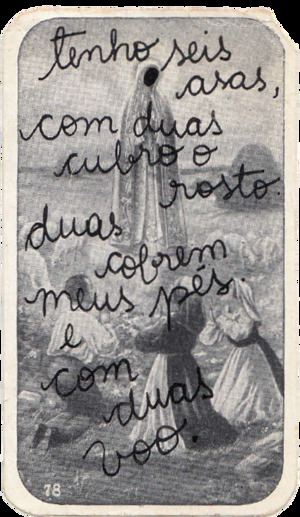 tenho seis
asas,
com duas
cubro o
rosto.
duas
cobrem
meus pés.
e
com
duas
voo.
78